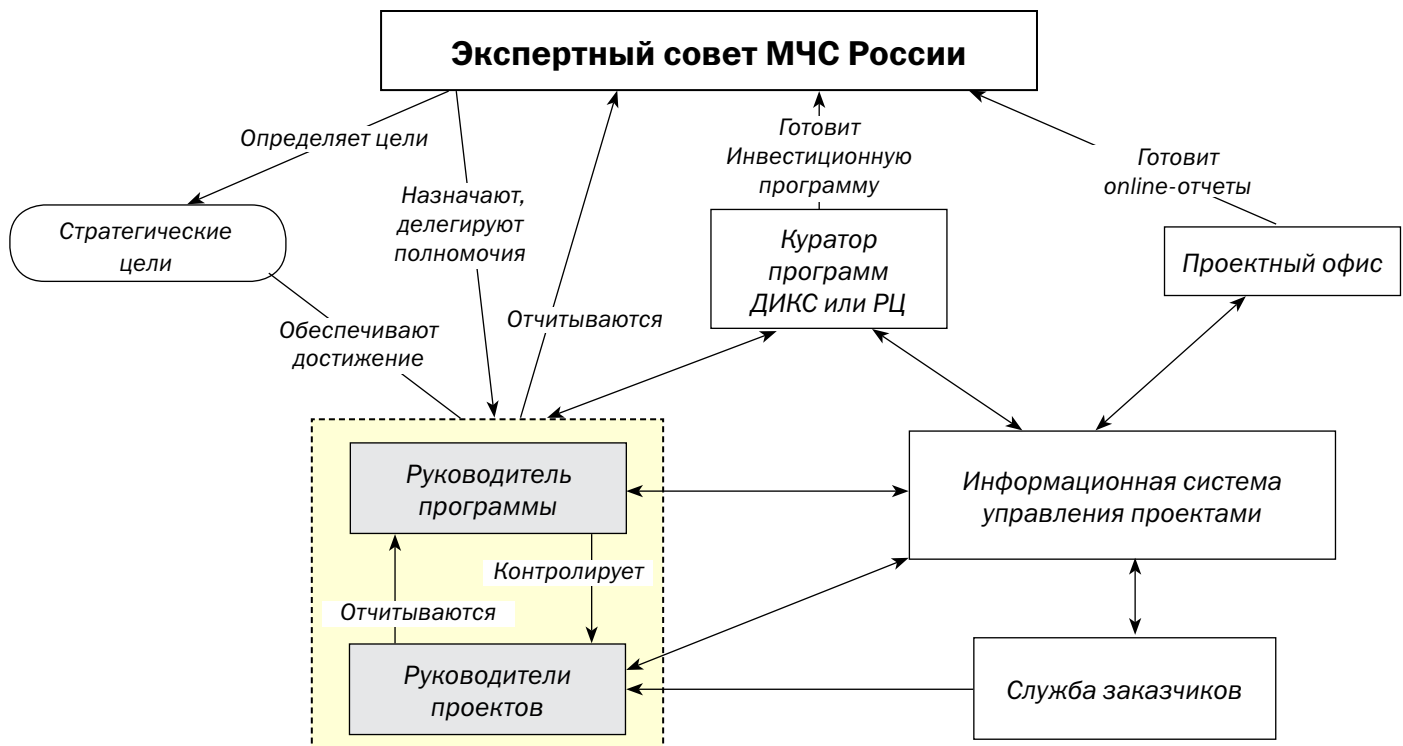 Экспертный совет МЧС России
Определяет цели
Назначают,
делегируют
полномочия
Отчитываются
Готовит
Инвестиционную
программу
Готовит
online-отчеты
Стратегические
цели
Куратор
программ
ДИКС или РЦ
Проектный офис
Обеспечивают
достижение
Руководитель
программы
Информационная система
управления проектами
Контролирует
Отчитываются
Руководители
проектов
Служба заказчиков